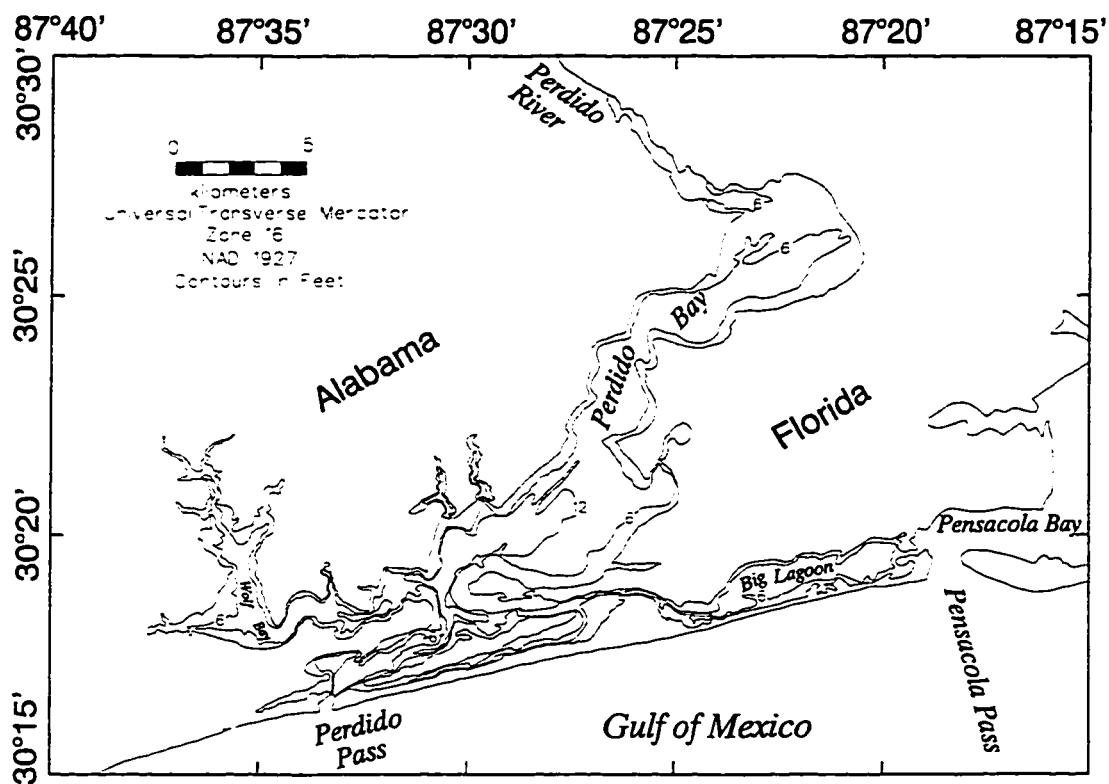 87°40' 87°35' 87°30' 87°25' 87°20' 87°15'
30°30'
Perdido
River
0 5
kilometers
Universal Transverse Mercator
Zone 16
NAD 1927
Contours in Feet
6
6
30°25'
Bay
Alabama
Perdido
Florida
12
6
30°20'
Pensacola Bay
Big Lagoon
Wolf
Bay
6
Pensacola Pass
30°15'
Perdido
Pass
Gulf of Mexico